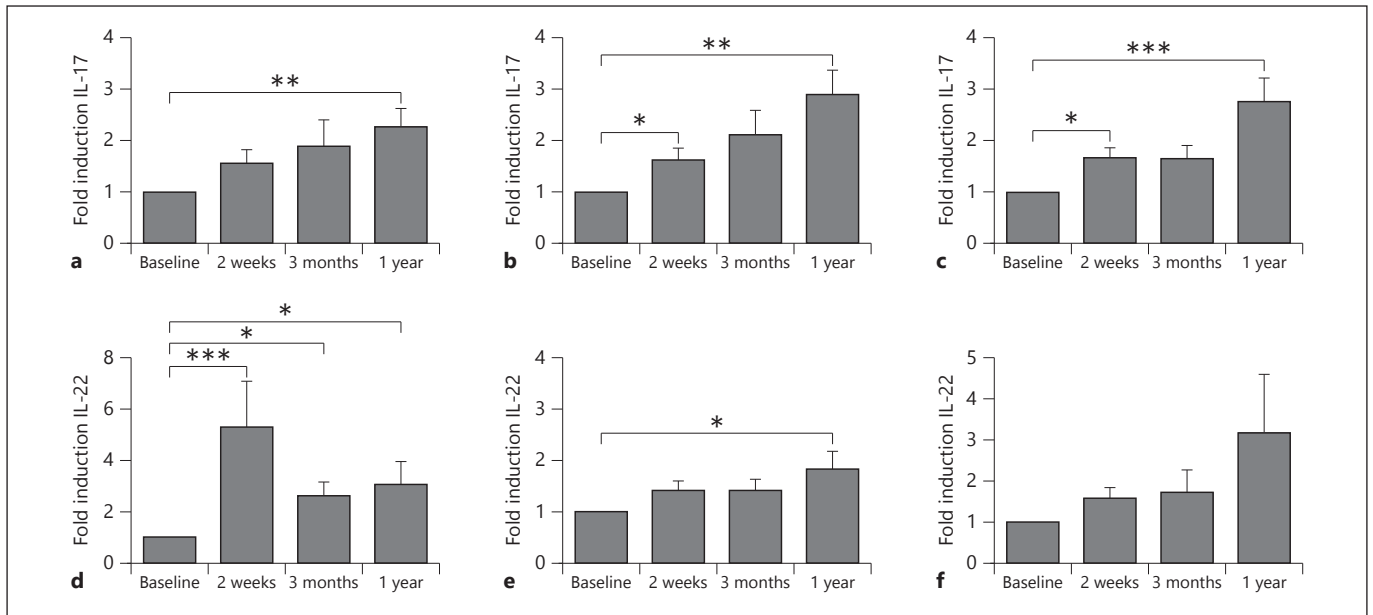 Fold induction IL-17
4
3
2
1
0
**
Baseline 2 weeks 3 months 1 year
a
Fold induction IL-17
4
3
2
1
0
*
**
Baseline 2 weeks 3 months 1 year
b
Fold induction IL-17
4
3
2
1
0
*
***
Baseline 2 weeks 3 months 1 year
c
Fold induction IL-22
8
6
4
2
0
*
*
***
Baseline 2 weeks 3 months 1 year
d
Fold induction IL-22
4
3
2
1
0
*
Baseline 2 weeks 3 months 1 year
e
Fold induction IL-22
5
4
3
2
1
0
Baseline 2 weeks 3 months 1 year
f